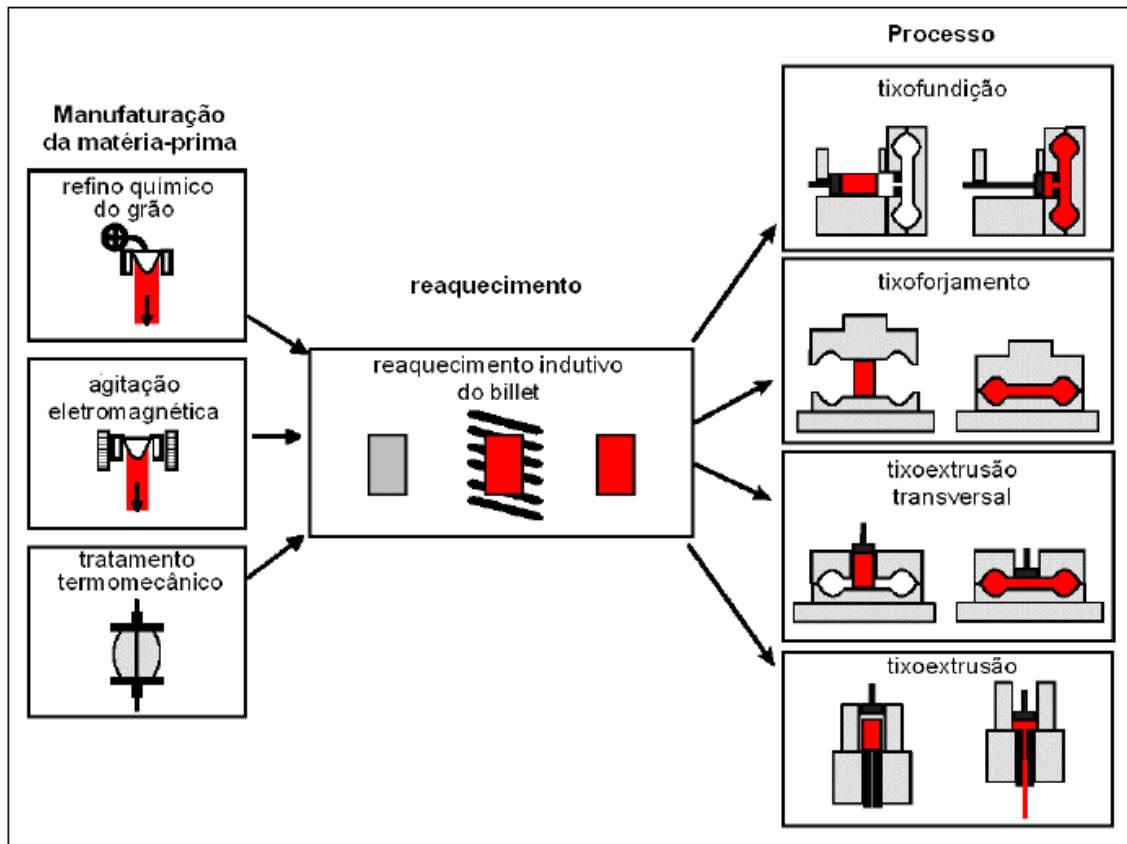 Manufaturação
da matéria-prima
refino químico
do grão
agitação
eletromagnética
tratamento
termomecânico
reaquecimento
reaquecimento indutivo
do billet
Processo
tixofundição
tixoforjamento
tixoextrusão
transversal
tixoextrusão